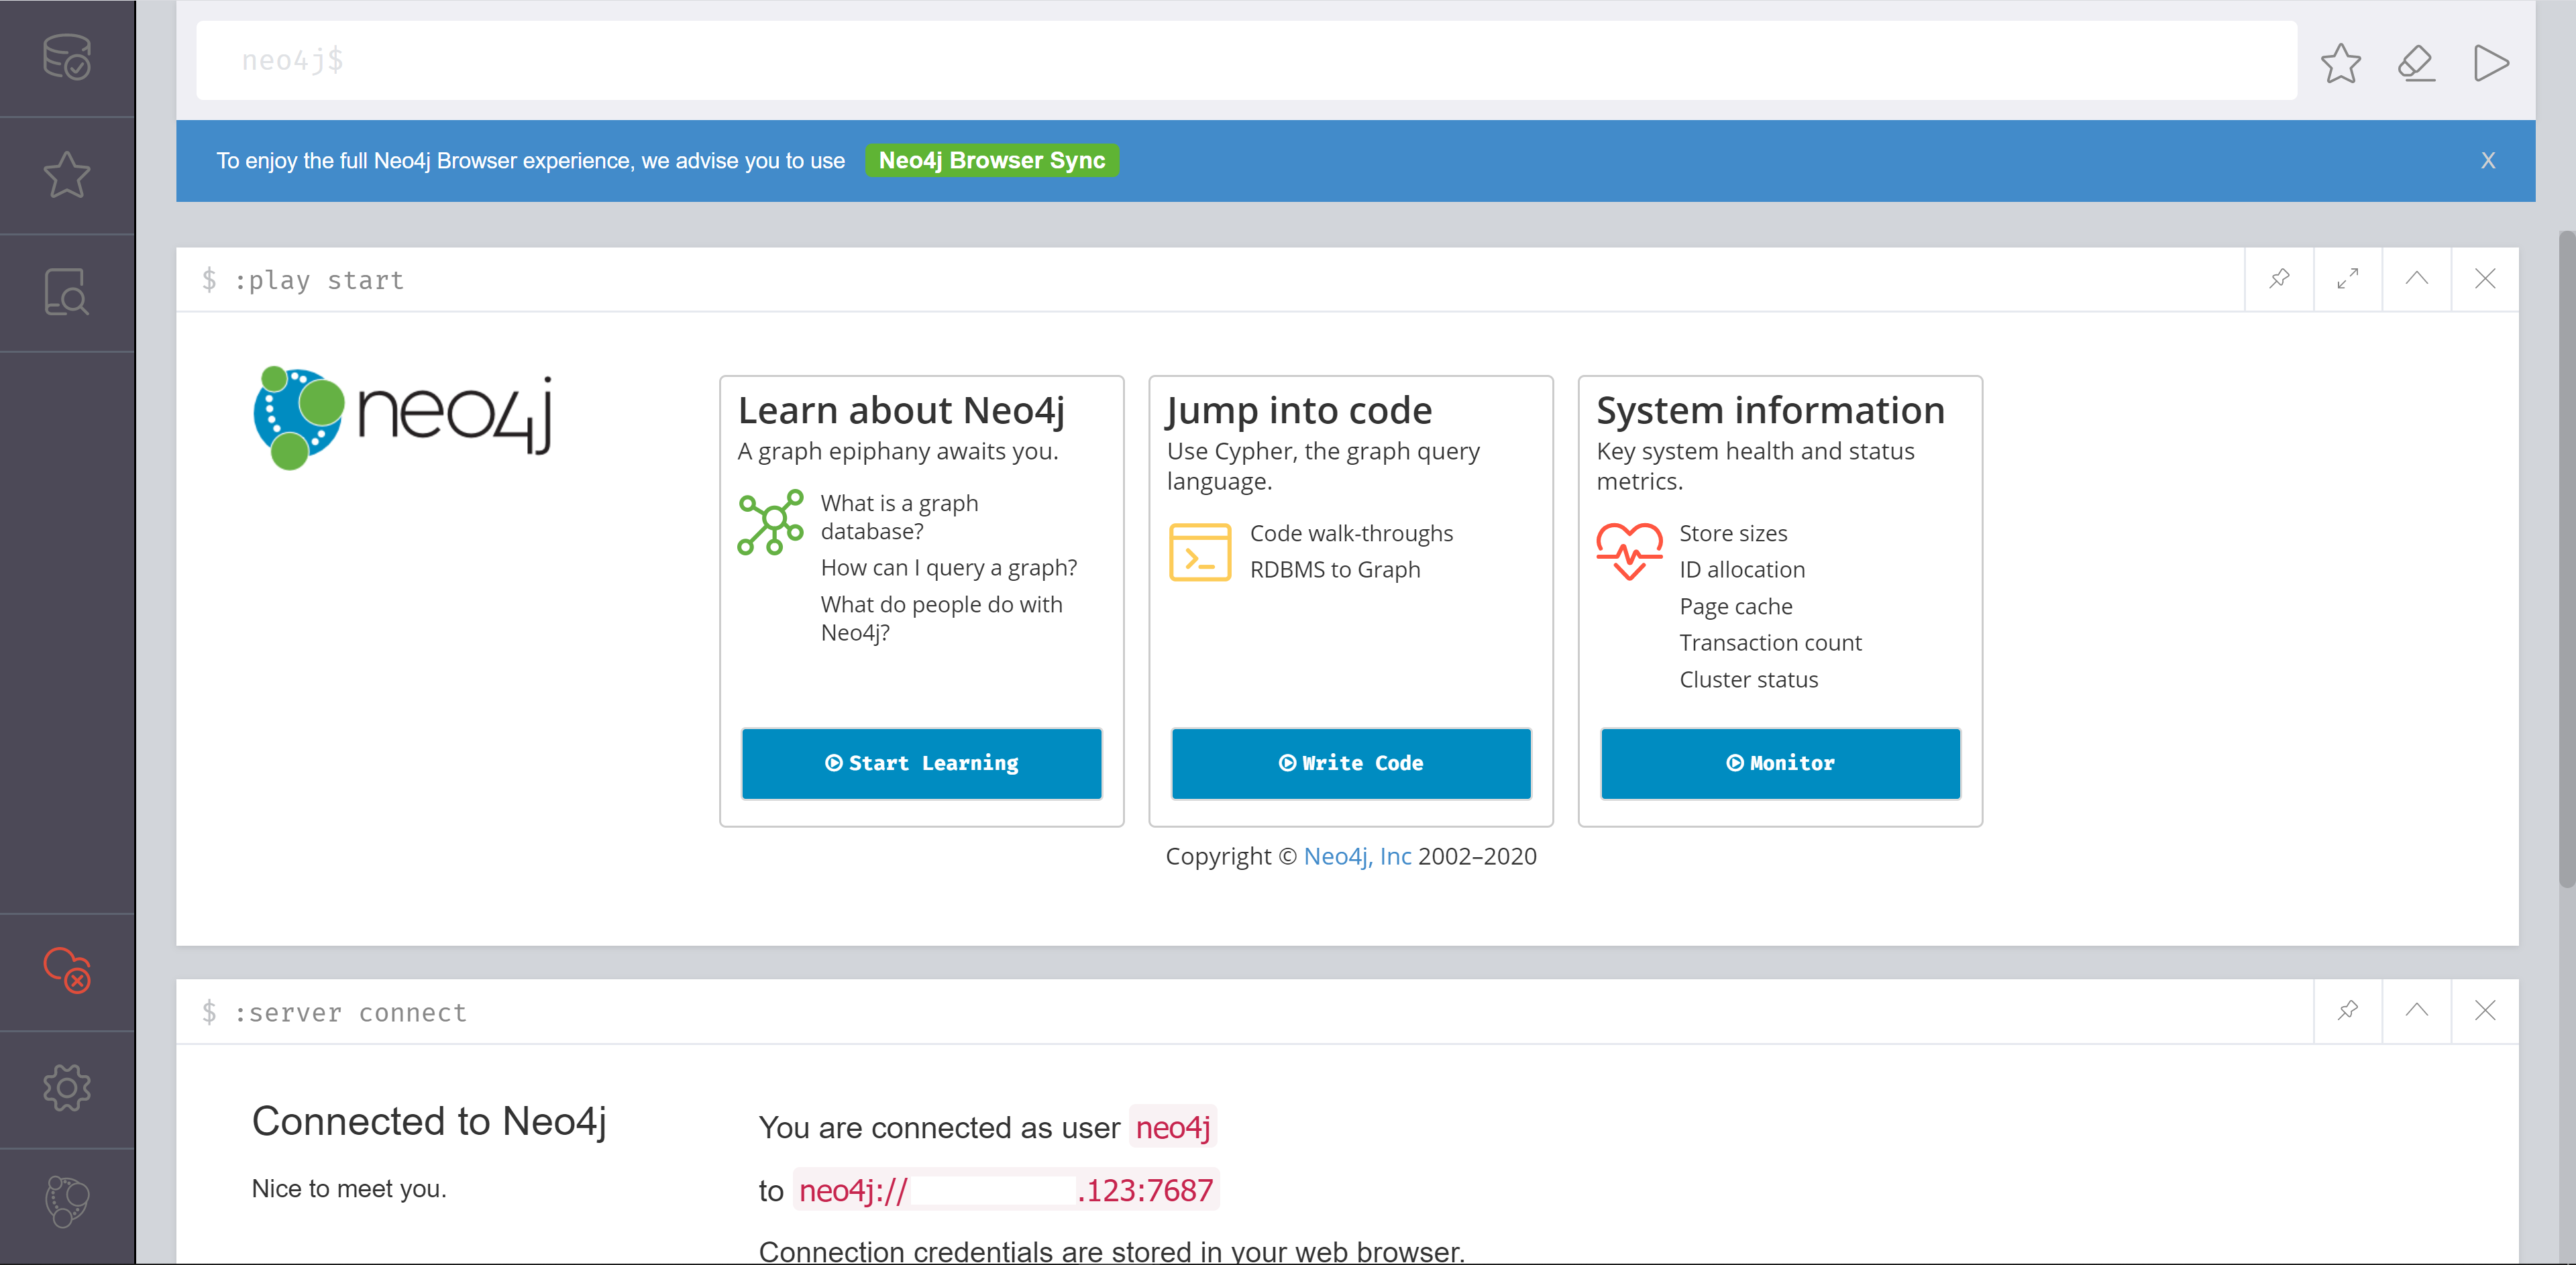 neo4j$
To enjoy the full Neo4j Browser experience, we advise you to use Neo4j Browser Sync
X
$ :play start
neo4j
Learn about Neo4j
A graph epiphany awaits you.
What is a graph
database?
How can I query a graph?
What do people do with
Neo4j?
Start Learning
Jump into code
Use Cypher, the graph query
language.
Code walk-throughs
RDBMS to Graph
Write Code
System information
Key system health and status
metrics.
Store sizes
ID allocation
Page cache
Transaction count
Cluster status
Monitor
Copyright © Neo4j, Inc 2002–2020
$ :server connect
Connected to Neo4j
Nice to meet you.
You are connected as user neo4j
to neo4j:// .123:7687
Connection credentials are stored in your web browser.